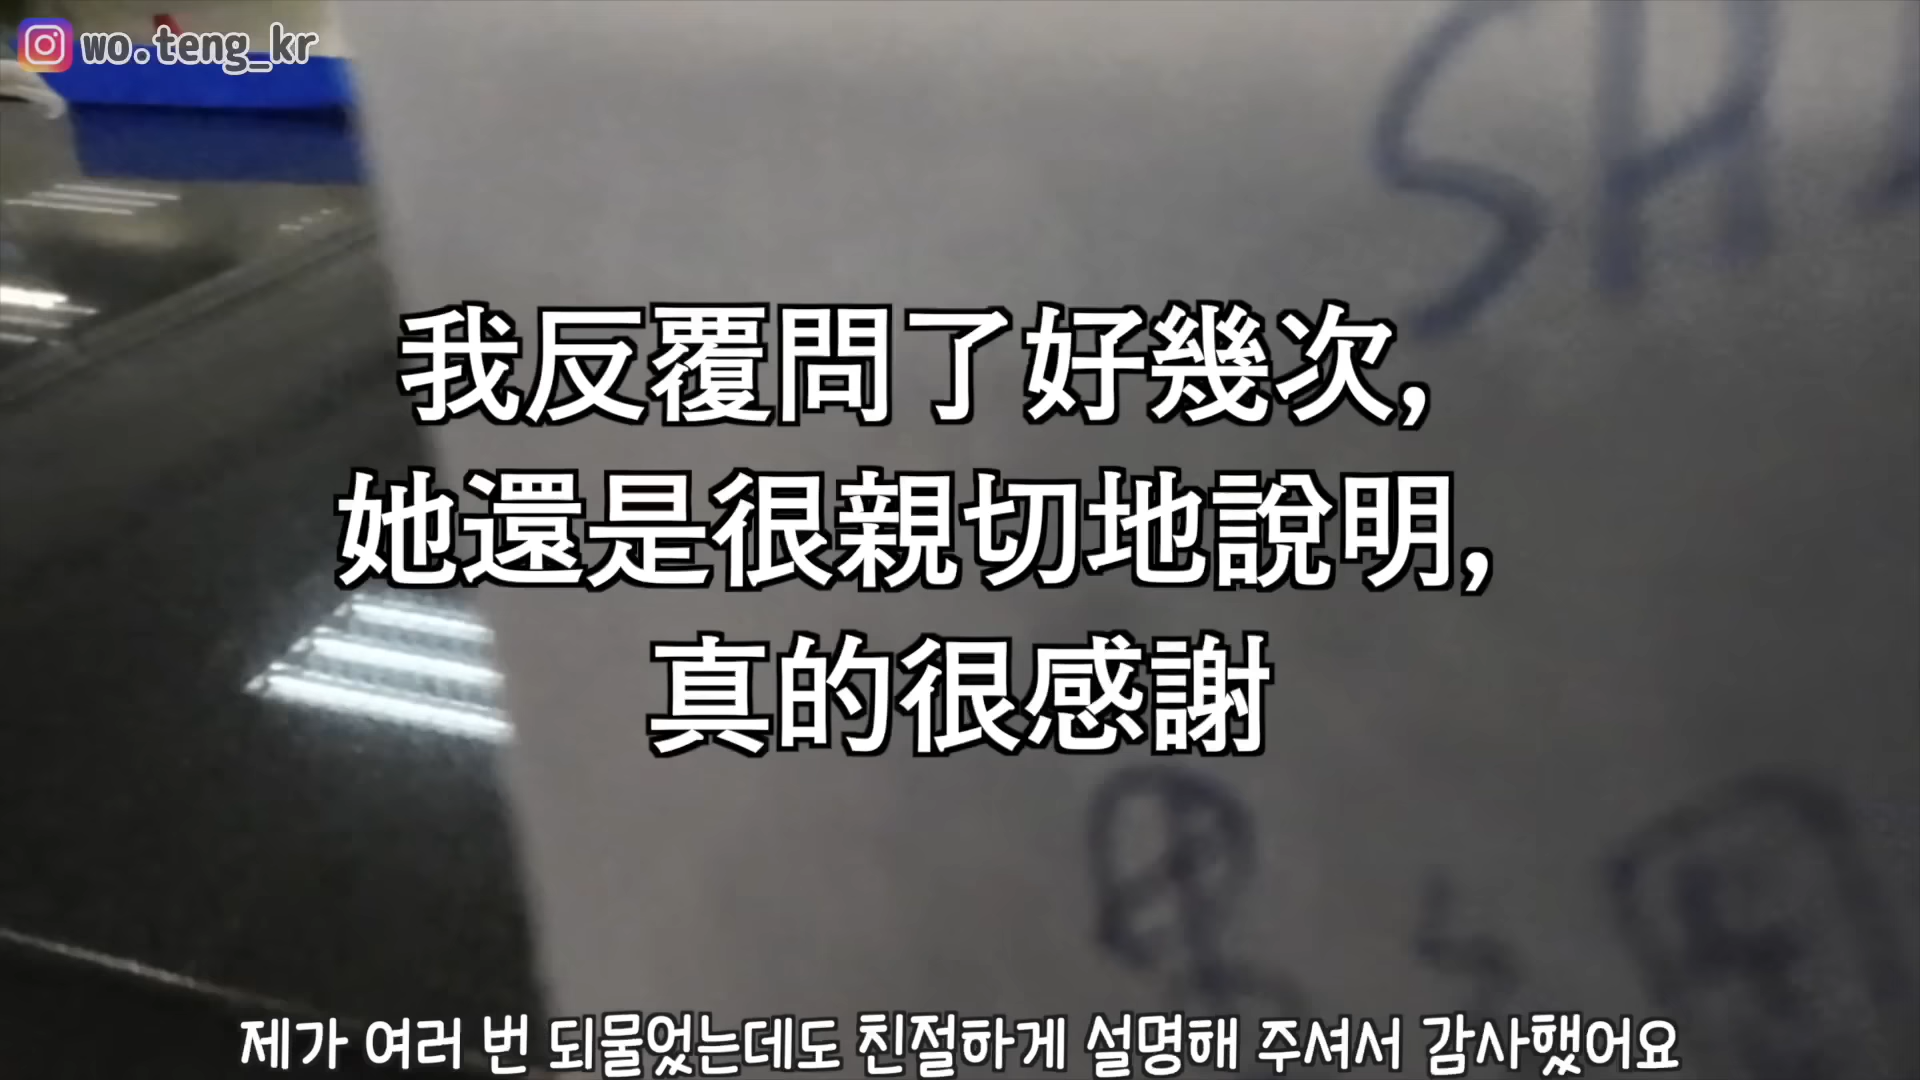 wo.teng_kr
SH
我反覆問了好幾次,
她還是很親切地說明,
真的很感謝
제가 여러 번 되물었는데도 친절하게 설명해 주셔서 감사했어요